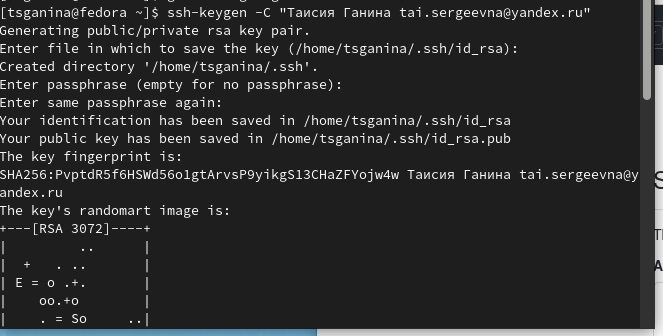 [tsganina@fedora ~]$ ssh-keygen -C "Таисия Ганина tai.sergeevna@yandex.ru"
Generating public/private rsa key pair.
Enter file in which to save the key (/home/tsganina/.ssh/id_rsa):
Created directory '/home/tsganina/.ssh'.
Enter passphrase (empty for no passphrase):
Enter same passphrase again:
Your identification has been saved in /home/tsganina/.ssh/id_rsa
Your public key has been saved in /home/tsganina/.ssh/id_rsa.pub
The key fingerprint is:
SHA256:PvptdR5f6HSWd56o1gtArvsP9yikgS13CHaZFYojw4w Таисия Ганина tai.sergeevna@y
andex.ru
The key's randomart image is:
+---[RSA 3072]----+
|         ..      |
|  +   . ..       |
| E = o .+.       |
|    oo.+o        |
|    . = So     ..|